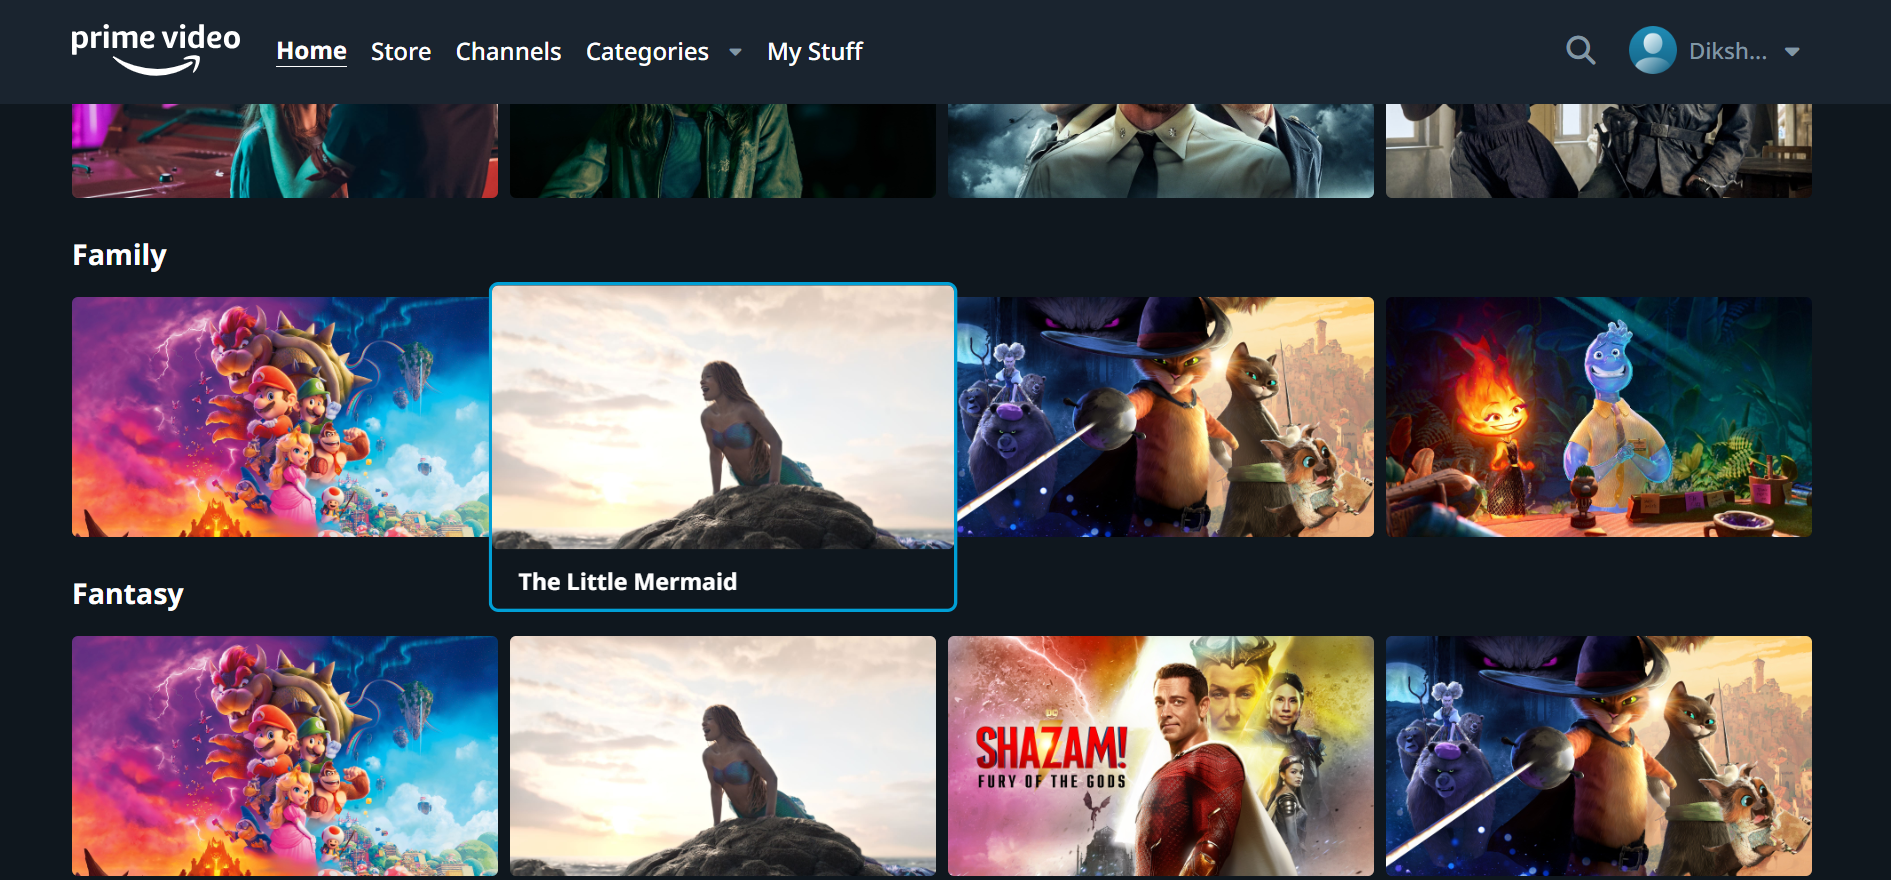 prime video
Home Store Channels Categories My Stuff
Diksh...
Family
The Little Mermaid
Fantasy
DC
SHAZAM!
FURY OF THE GODS